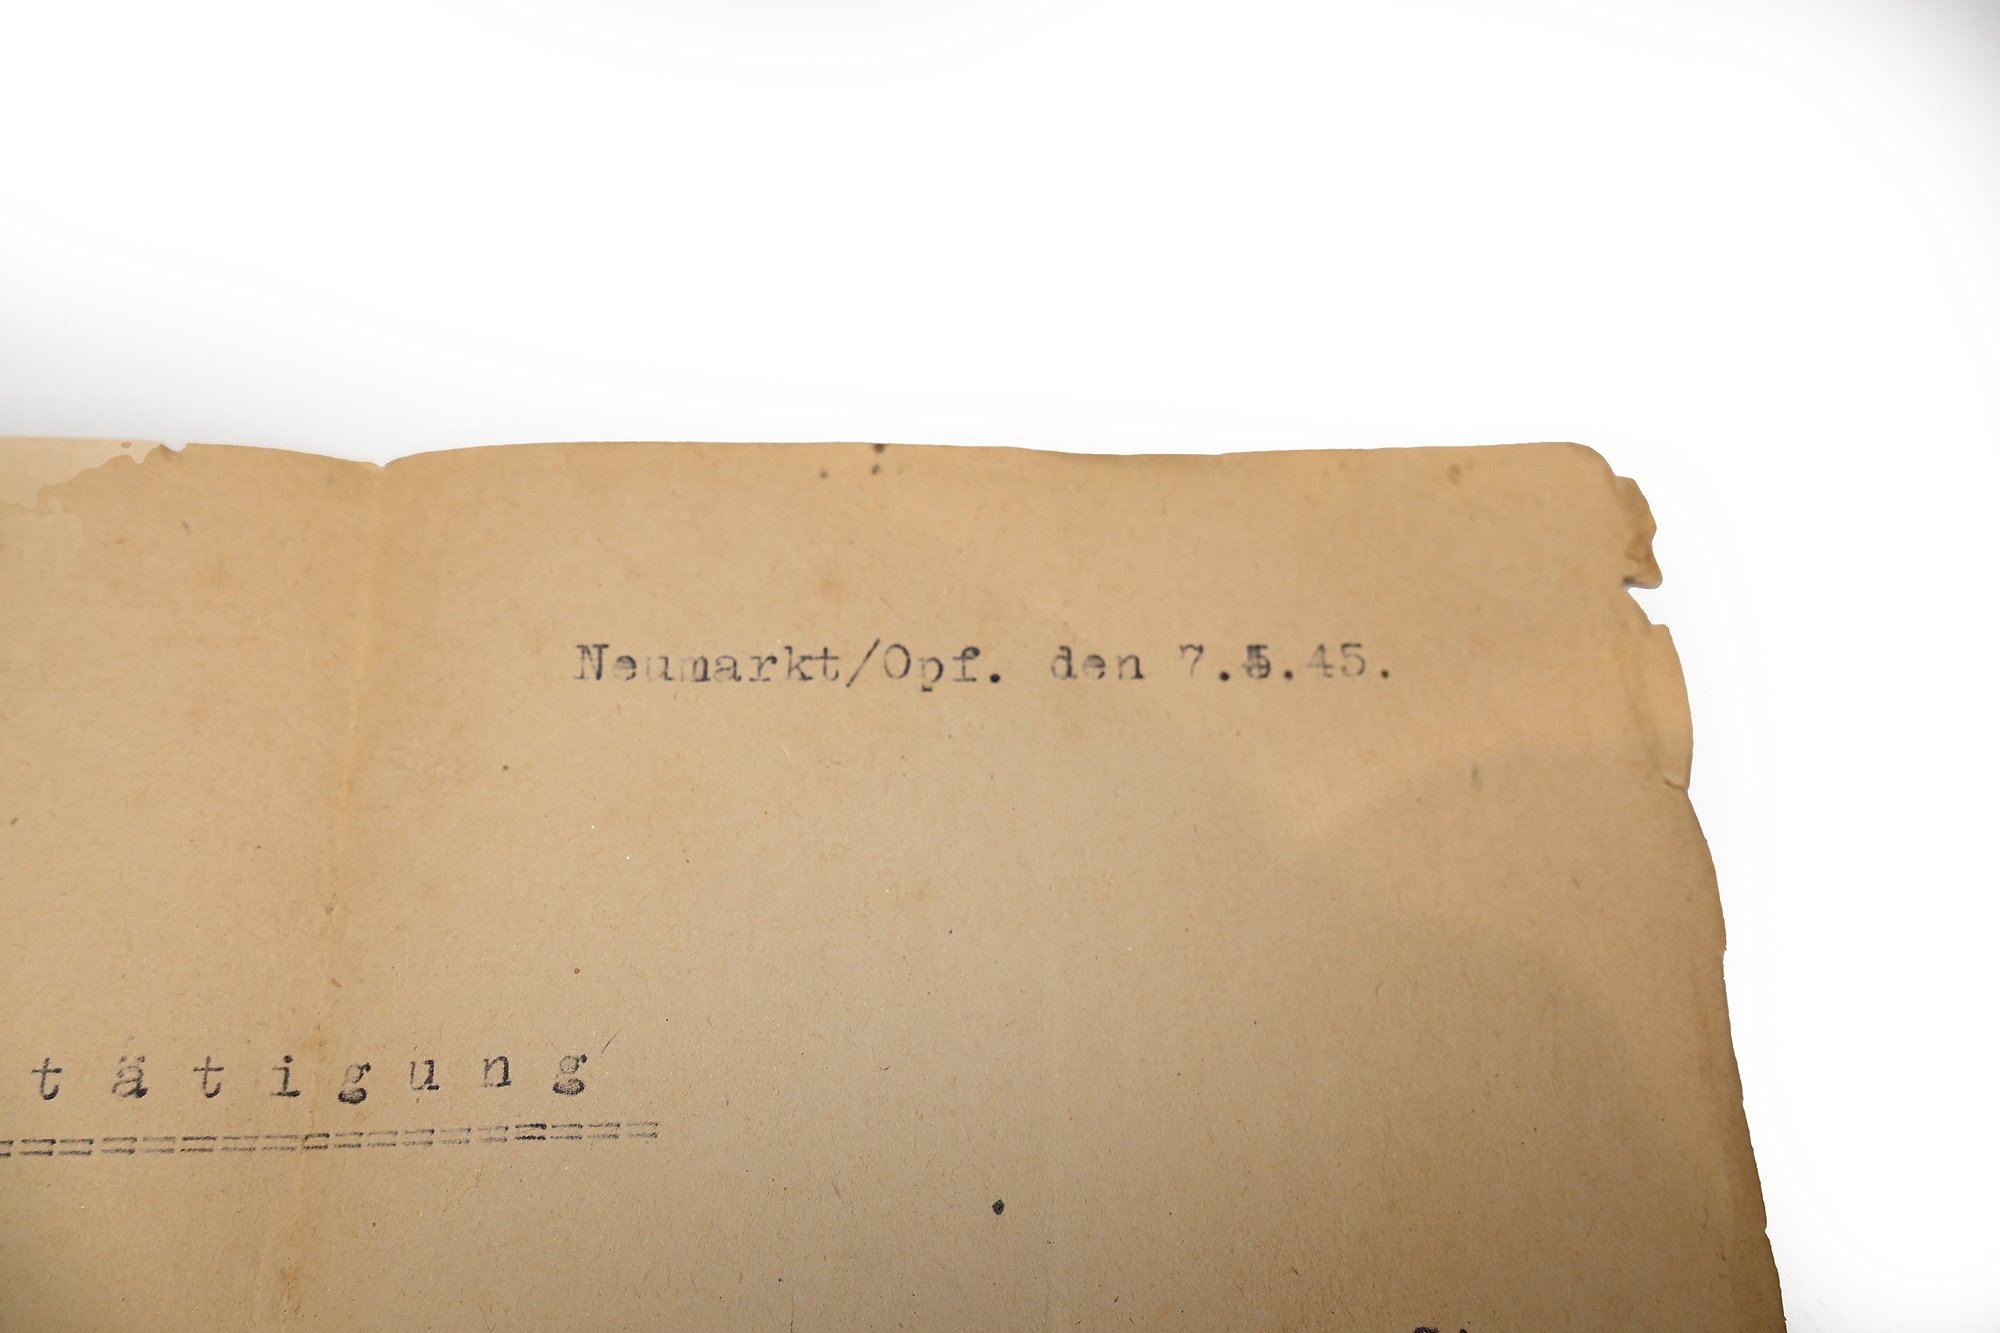 Neumarkt/Opf. den 7.5.45.
tätigung
====================